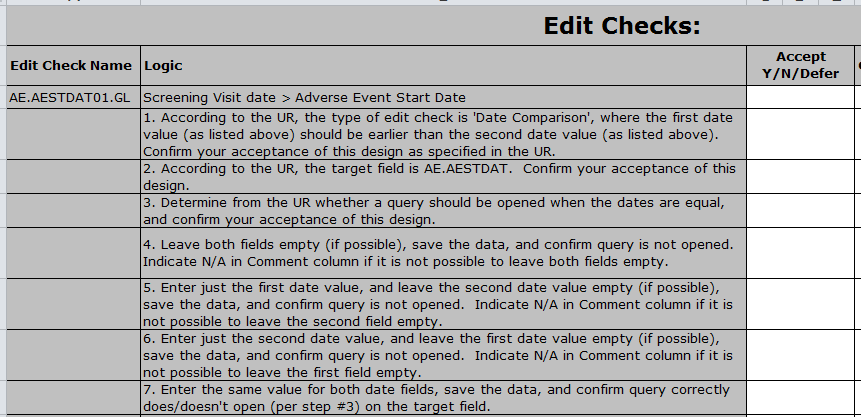 Edit Checks:
Edit Check Name Logic Accept
Y/N/Defer
AE.AESTDAT01.GL Screening Visit date > Adverse Event Start Date
1. According to the UR, the type of edit check is 'Date Comparison', where the first date
value (as listed above) should be earlier than the second date value (as listed above).
Confirm your acceptance of this design as specified in the UR.
2. According to the UR, the target field is AE.AESTDAT.  Confirm your acceptance of this
design.
3. Determine from the UR whether a query should be opened when the dates are equal,
and confirm your acceptance of this design.
4. Leave both fields empty (if possible), save the data, and confirm query is not opened.
Indicate N/A in Comment column if it is not possible to leave both fields empty.
5. Enter just the first date value, and leave the second date value empty (if possible),
save the data, and confirm query is not opened.  Indicate N/A in Comment column if it is
not possible to leave the second field empty.
6. Enter just the second date value, and leave the first date value empty (if possible),
save the data, and confirm query is not opened.  Indicate N/A in Comment column if it is
not possible to leave the first field empty.
7. Enter the same value for both date fields, save the data, and confirm query correctly
does/doesn't open (per step #3) on the target field.